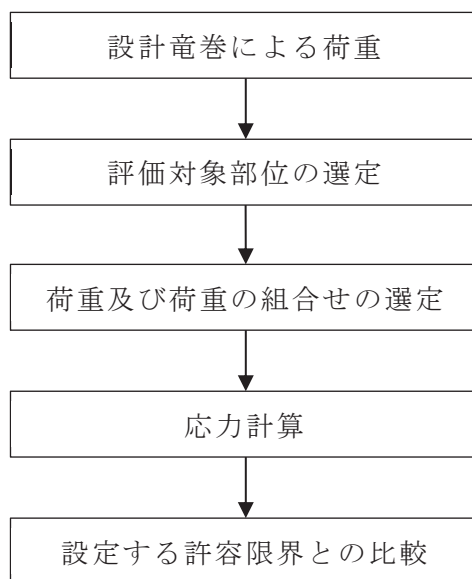 設計竜巻による荷重
評価対象部位の選定
荷重及び荷重の組合せの選定
応力計算
設定する許容限界との比較